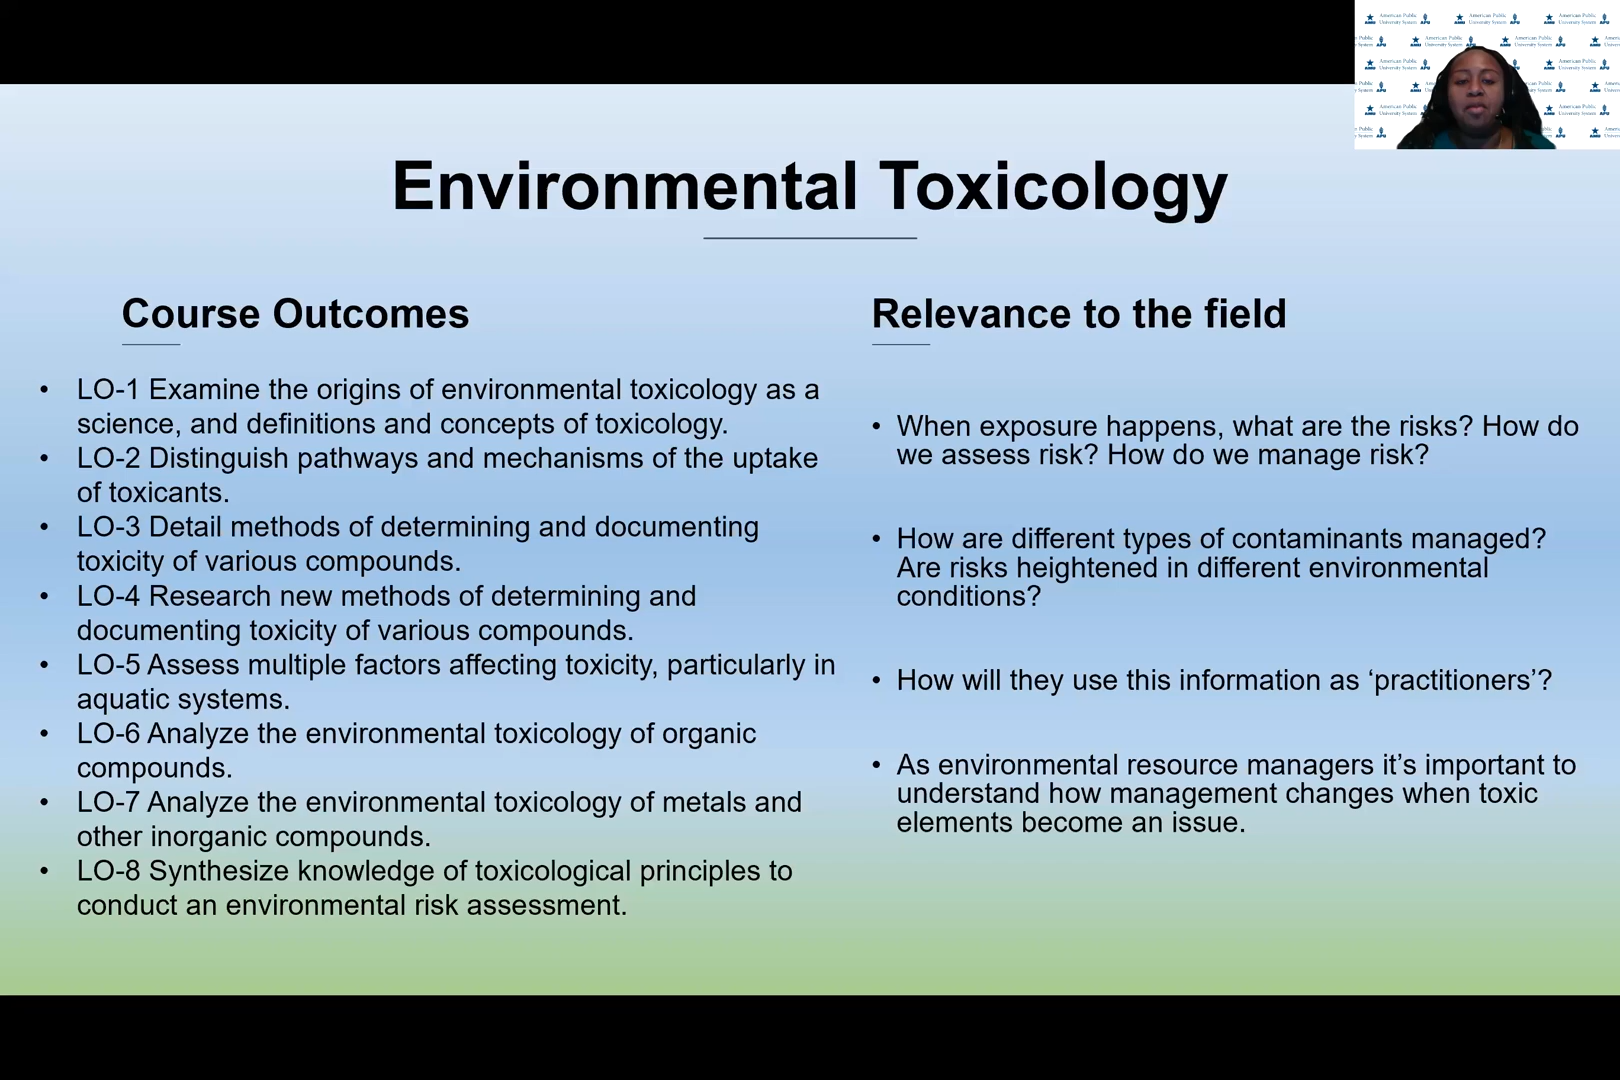 Environmental Toxicology
Course Outcomes
• LO-1 Examine the origins of environmental toxicology as a
science, and definitions and concepts of toxicology.
• LO-2 Distinguish pathways and mechanisms of the uptake
of toxicants.
• LO-3 Detail methods of determining and documenting
toxicity of various compounds.
• LO-4 Research new methods of determining and
documenting toxicity of various compounds.
• LO-5 Assess multiple factors affecting toxicity, particularly in
aquatic systems.
• LO-6 Analyze the environmental toxicology of organic
compounds.
• LO-7 Analyze the environmental toxicology of metals and
other inorganic compounds.
• LO-8 Synthesize knowledge of toxicological principles to
conduct an environmental risk assessment.
Relevance to the field
• When exposure happens, what are the risks? How do
we assess risk? How do we manage risk?
• How are different types of contaminants managed?
Are risks heightened in different environmental
conditions?
• How will they use this information as ‘practitioners’?
• As environmental resource managers it’s important to
understand how management changes when toxic
elements become an issue.
American Public
University System